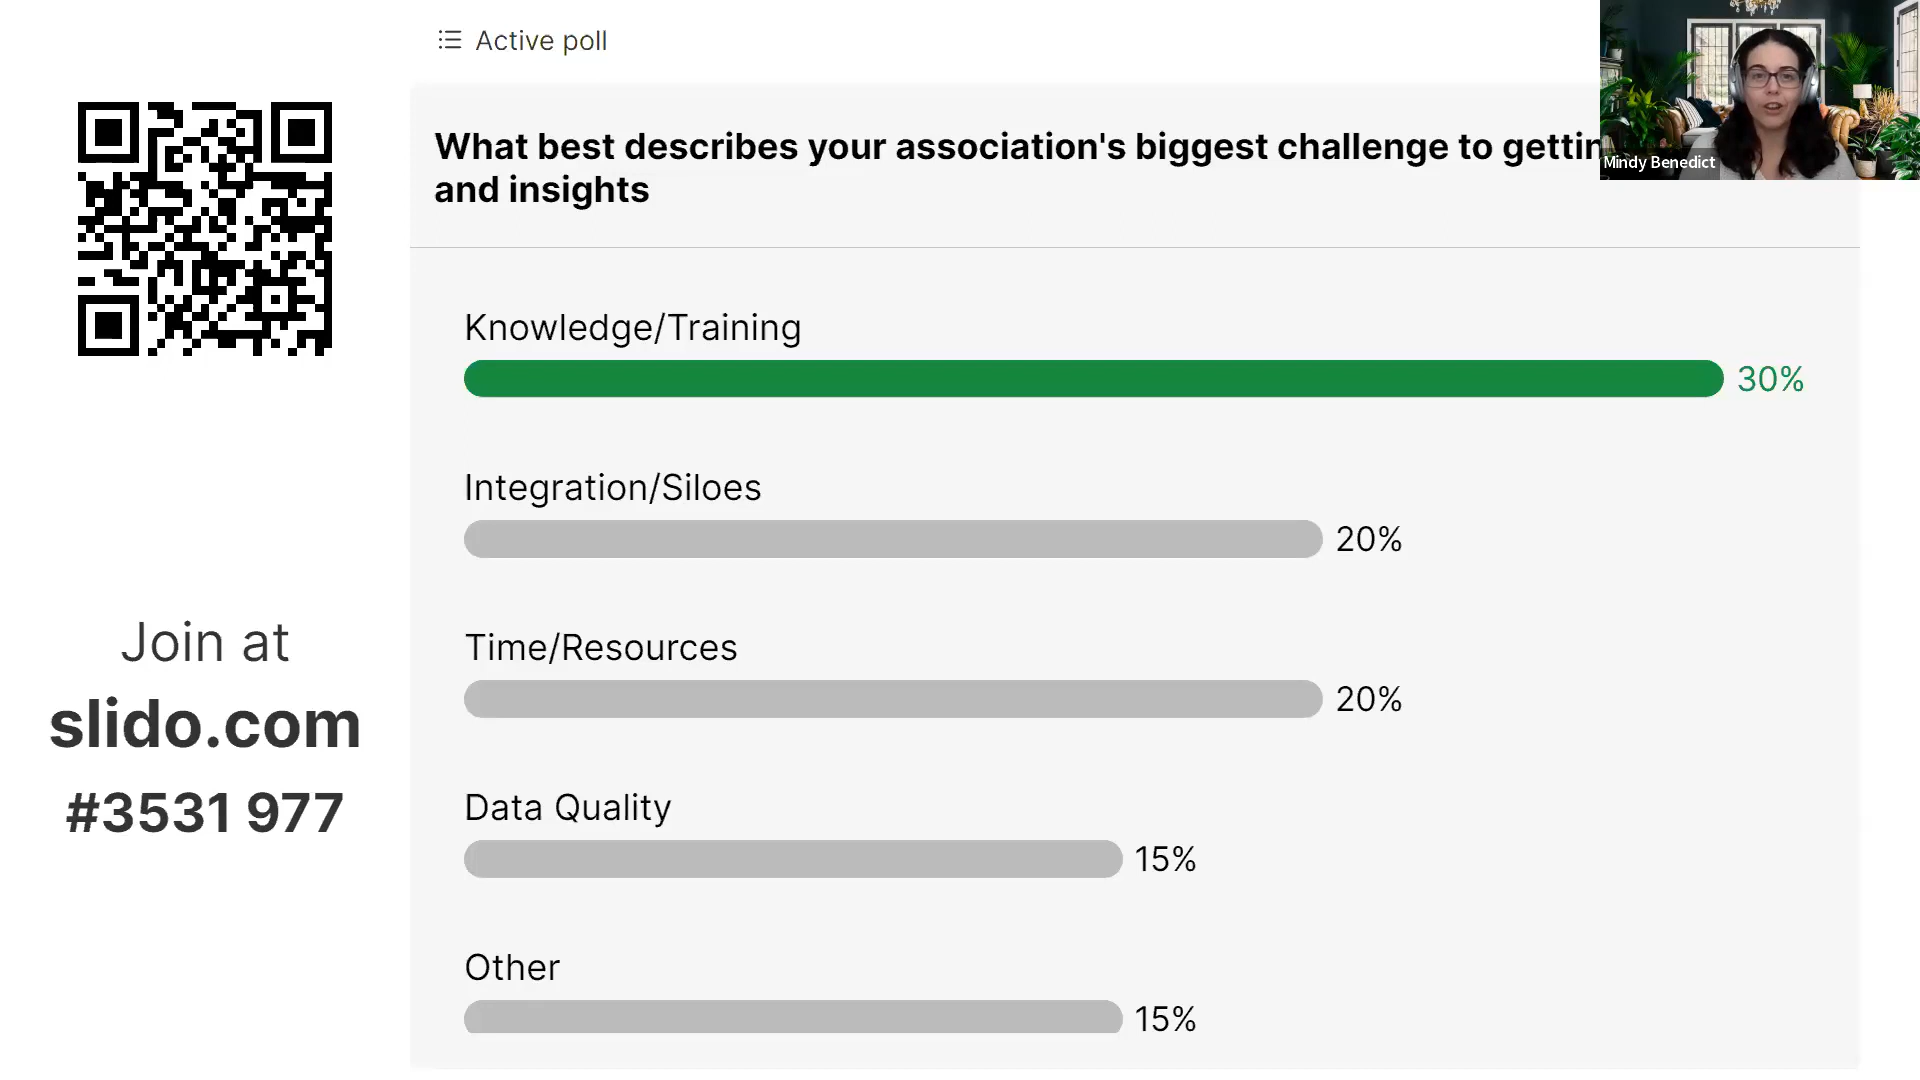 Active poll
What best describes your association's biggest challenge to gettin
and insights
Mindy Benedict
Knowledge/Training
30%
Integration/Siloes
20%
Time/Resources
20%
Data Quality
15%
Other
15%
Join at
slido.com
#3531 977